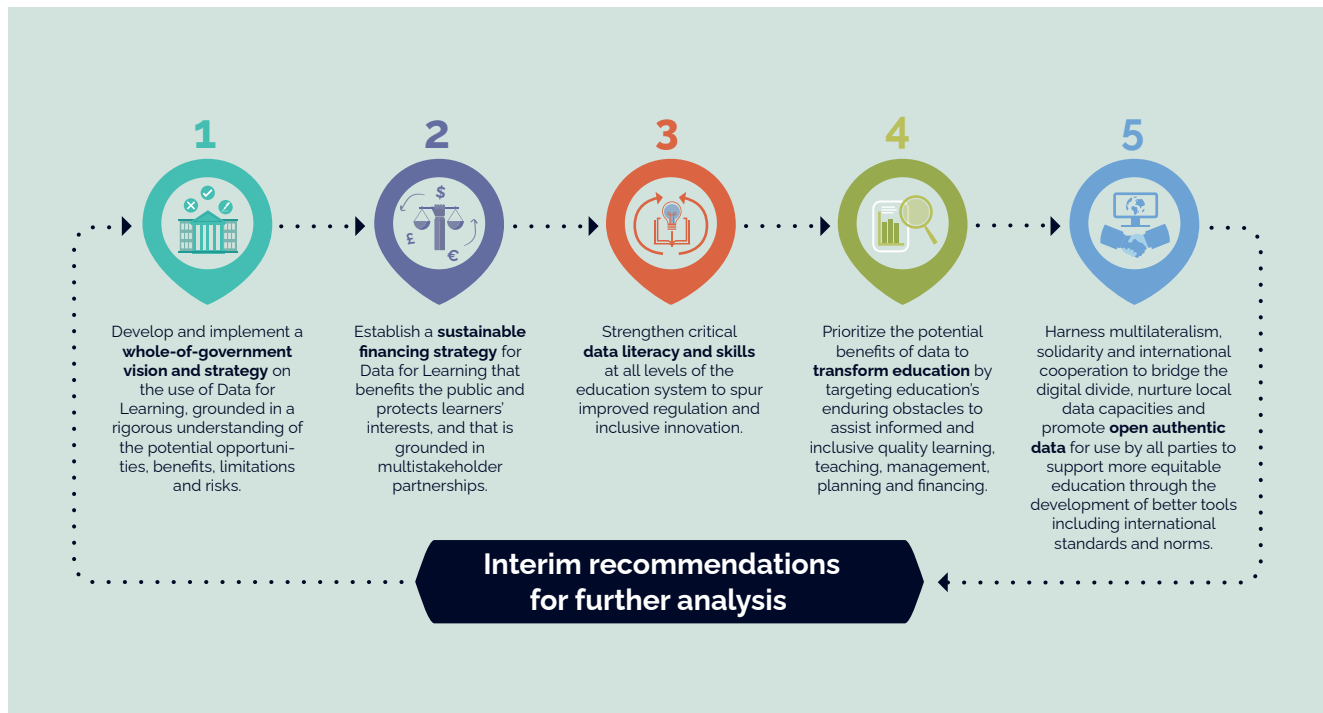 1
Develop and implement a
whole-of-government
vision and strategy on
the use of Data for
Learning, grounded in a
rigorous understanding of
the potential opportuni-
ties, benefits, limitations
and risks.
2
$
£
€
Establish a sustainable
financing strategy for
Data for Learning that
benefits the public and
protects learners'
interests, and that is
grounded in
multistakeholder
partnerships.
3
Strengthen critical
data literacy and skills
at all levels of the
education system to spur
improved regulation and
inclusive innovation.
4
Prioritize the potential
benefits of data to
transform education by
targeting education's
enduring obstacles to
assist informed and
inclusive quality learning,
teaching, management,
planning and financing.
5
Harness multilateralism,
solidarity and international
cooperation to bridge the
digital divide, nurture local
data capacities and
promote open authentic
data for use by all parties to
support more equitable
education through the
development of better tools
including international
standards and norms.
Interim recommendations
for further analysis